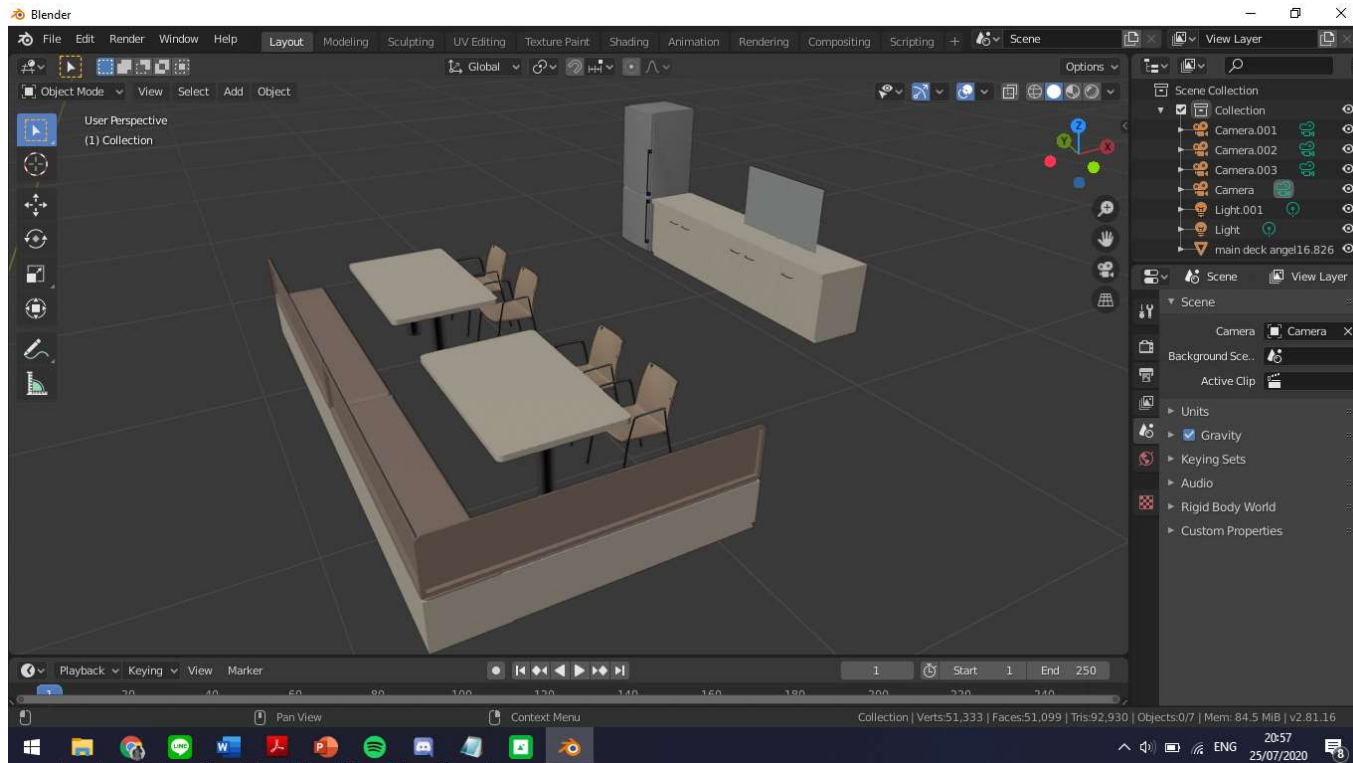 Blender
File Edit Render Window Help Layout Modeling Sculpting UV Editing Texture Paint Shading Animation Rendering Compositing Scripting + Scene View Layer
Global Options
Object Mode View Select Add Object
User Perspective
(1) Collection
Z
Y
X
Scene Collection
Collection
Camera.001
Camera.002
Camera.003
Camera
Light.001
Light
main deck angel16.826
Scene View Layer
Scene
Camera Camera
Background Sce..
Active Clip
Units
Gravity
Keying Sets
Audio
Rigid Body World
Custom Properties
Playback Keying View Marker 1 Start 1 End 250
1 20 40 60 80 100 120 140 160 180 200 220 240
Pan View Context Menu Collection | Verts:51,333 | Faces:51,099 | Tris:92,930 | Objects:0/7 | Mem: 84.5 MiB | v2.81.16
LINE
ENG
20:57
25/07/2020
8